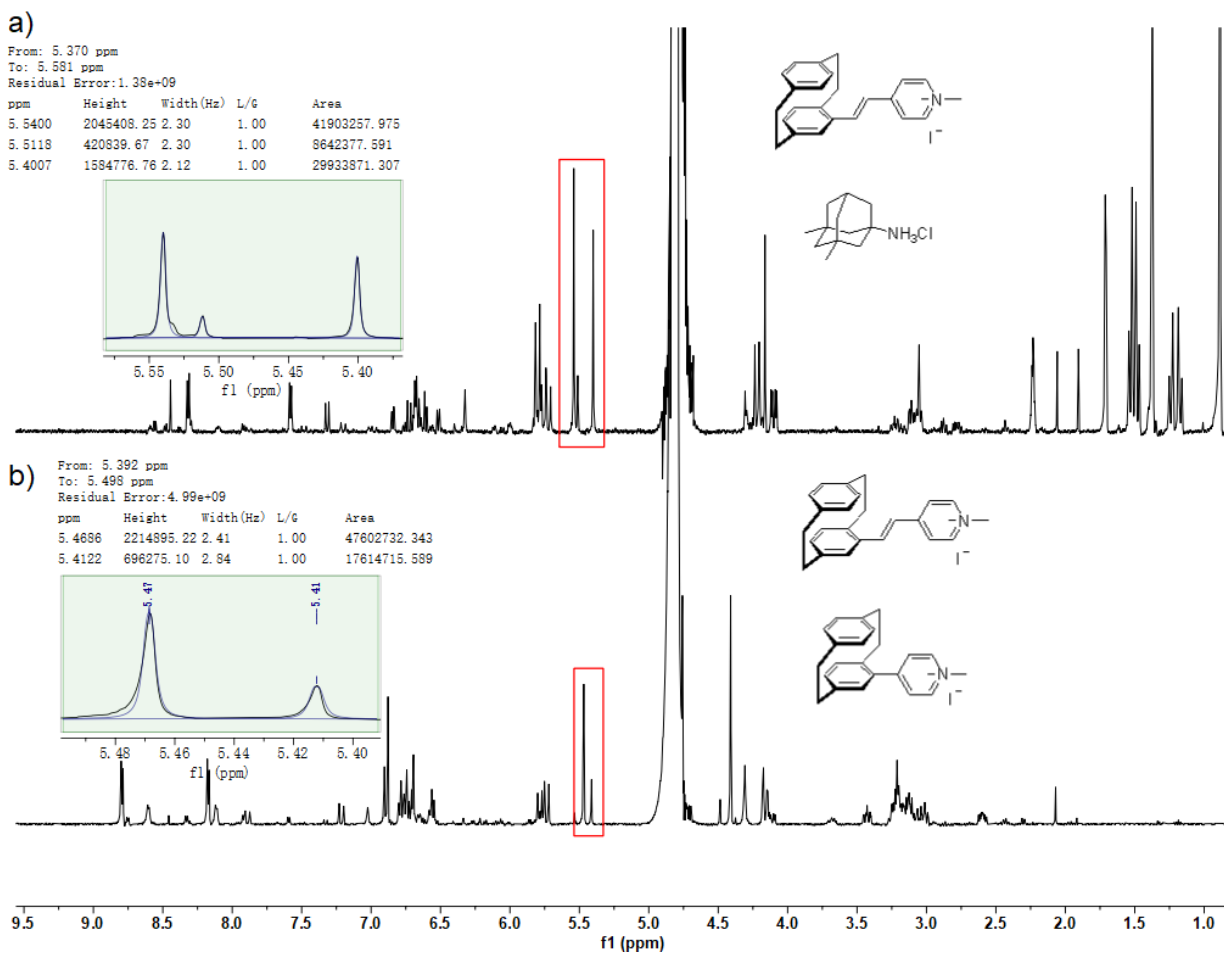 a)
From: 5.370 ppm
To: 5.581 ppm
Residual Error:1.38e+09
ppm Height Width(Hz) L/G Area
5.5400 2045408.25 2.30 1.00 41903257.975
5.5118 420839.67 2.30 1.00 8642377.591
5.4007 1584776.76 2.12 1.00 29933871.307
5.55 5.50 5.45 5.40
f1 (ppm)
N
I⁻
NH₃Cl
b)
From: 5.392 ppm
To: 5.498 ppm
Residual Error:4.99e+09
ppm Height Width(Hz) L/G Area
5.4686 2214895.22 2.41 1.00 47602732.343
5.4122 696275.10 2.84 1.00 17614715.589
5.47 5.41
5.48 5.46 5.44 5.42 5.40
f1 (ppm)
N
I⁻
N
I⁻
9.5 9.0 8.5 8.0 7.5 7.0 6.5 6.0 5.5 5.0 4.5 4.0 3.5 3.0 2.5 2.0 1.5 1.0
f1 (ppm)